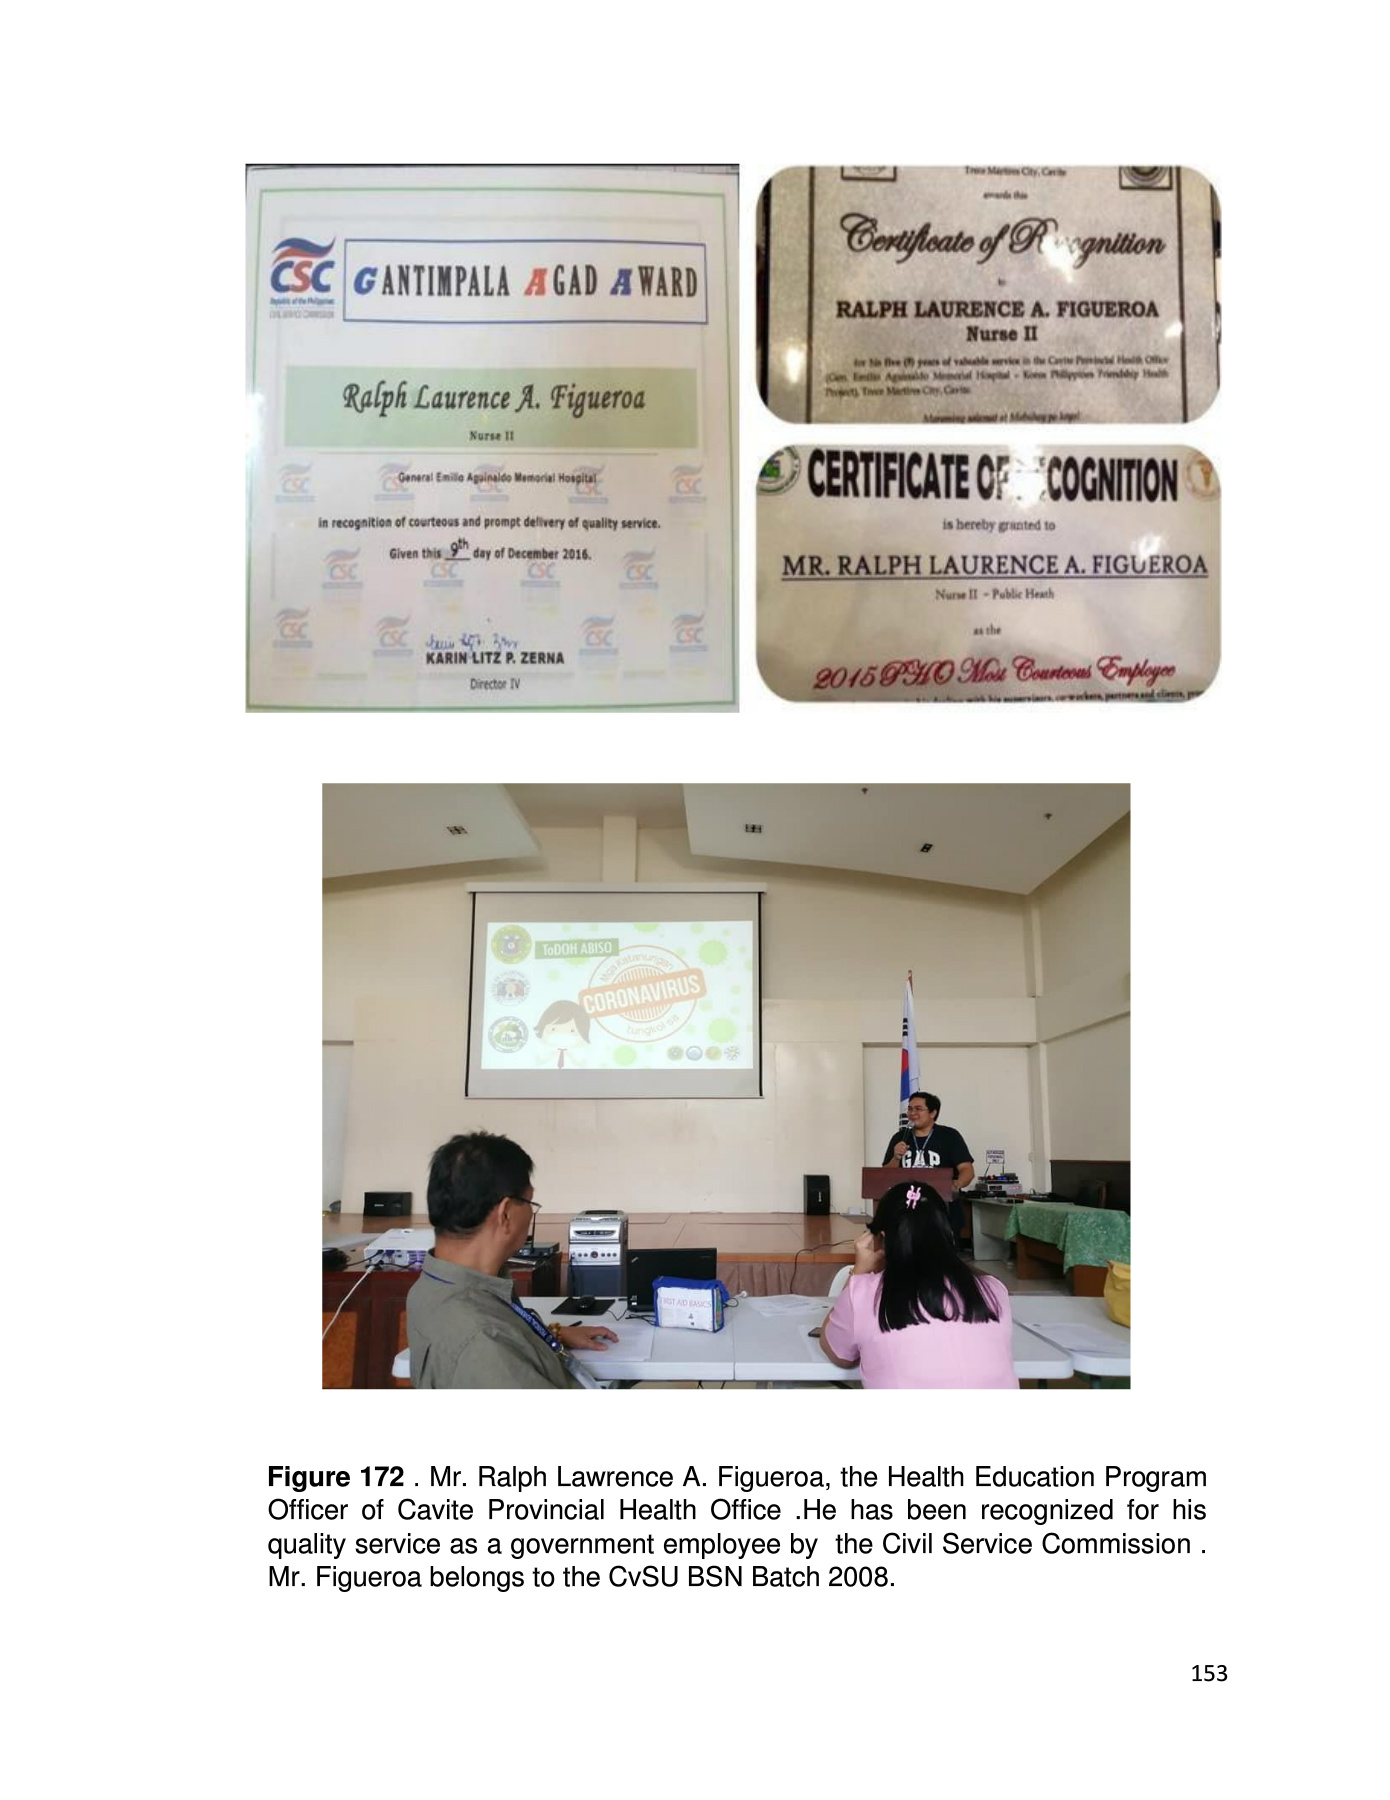 CSC
Republic of the Philippines
CIVIL SERVICE COMMISSION
GANTIMPALA AGAD AWARD
Ralph Laurence A. Figueroa
Nurse II
General Emilio Aguinaldo Memorial Hospital
in recognition of courteous and prompt delivery of quality service.
Given this 9th day of December 2016.
KARIN LITZ P. ZERNA
Director IV
Trece Martires City, Cavite
awards this
Certificate of R gnition
to
RALPH LAURENCE A. FIGUEROA
Nurse II
for his five (5) years of valuable service in the Cavite Provincial Health Office
(Gen. Emilio Aguinaldo Memorial Hospital – Korea Philippines Friendship Health
Project), Trece Martires City, Cavite
Maraming salamat at Mabuhay po kayo!
CERTIFICATE OF COGNITION
is hereby granted to
MR. RALPH LAURENCE A. FIGUEROA
Nurse II – Public Heath
as the
2015 PHO Most Courteous Employee
with his supervisors, co-workers, partners and clients,
ToDOH ABISO
Mga Katanungan
CORONAVIRUS
tungkol sa
GAP
FIRST AID BASICS
Figure 172 . Mr. Ralph Lawrence A. Figueroa, the Health Education Program
Officer of Cavite Provincial Health Office .He has been recognized for his
quality service as a government employee by the Civil Service Commission .
Mr. Figueroa belongs to the CvSU BSN Batch 2008.
153